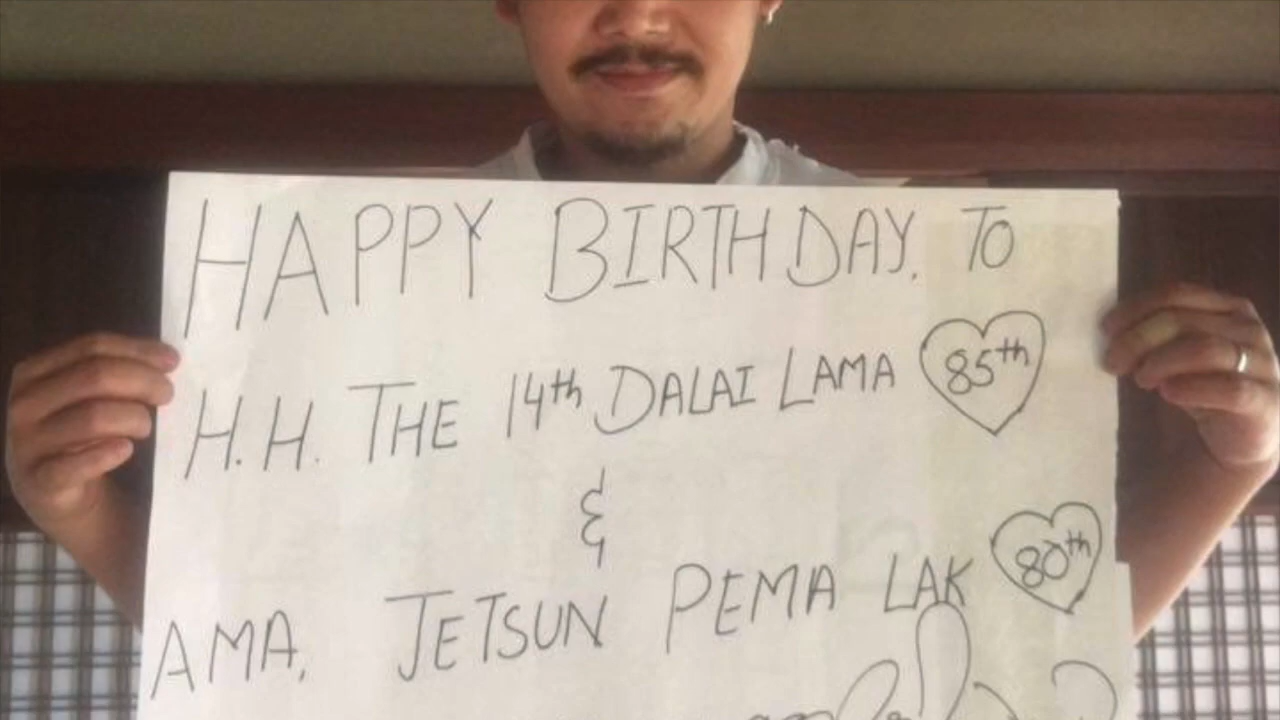 HAPPY BIRTHDAY, TO
H.H. THE 14th DALAI LAMA 85th
&
AMA, JETSUN PEMA LAK 80th